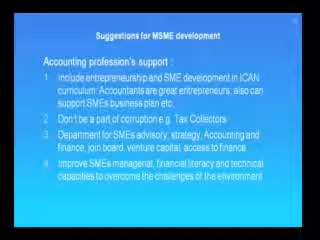 Suggestions for MSME development
Accounting profession's support :
1. Include entrepreneurship and SME development in ICAN
curriculum. Accountants are great entrepreneurs; also can
support SMEs business plan etc.
2. Don't be a part of corruption e.g. Tax Collectors
3. Department for SMEs advisory: strategy, Accounting and
finance, join board, venture capital, access to finance
4. Improve SMEs managerial, financial literacy and technical
capacities to overcome the challenges of the environment